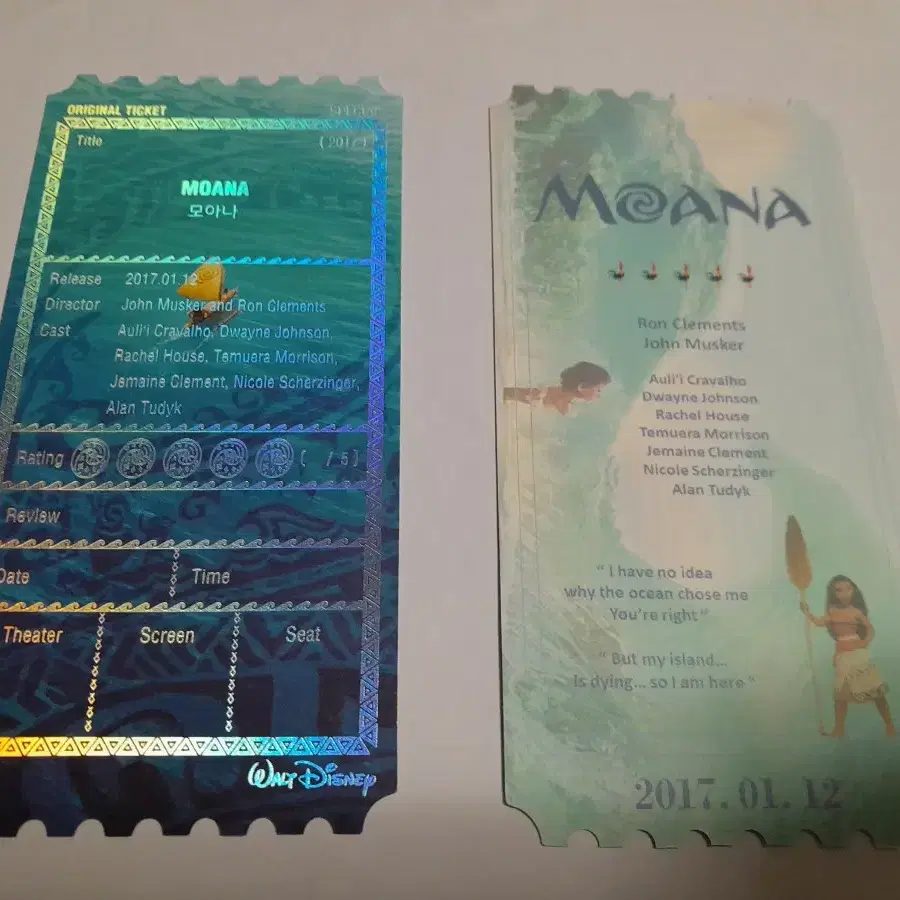 ORIGINAL TICKET
Title
(2017)
MOANA
모아나
Release 2017.01.12
Director John Musker and Ron Clements
Cast Auli'i Cravalho, Dwayne Johnson,
Rachel House, Temuera Morrison,
Jemaine Clement, Nicole Scherzinger,
Alan Tudyk
Rating ( / 5)
Review
Date Time
Theater Screen Seat
WALT DISNEY
MOANA
Ron Clements
John Musker
Auli'i Cravalho
Dwayne Johnson
Rachel House
Temuera Morrison
Jemaine Clement
Nicole Scherzinger
Alan Tudyk
" I have no idea
why the ocean chose me
You're right "
" But my island...
Is dying... so I am here "
2017. 01. 12